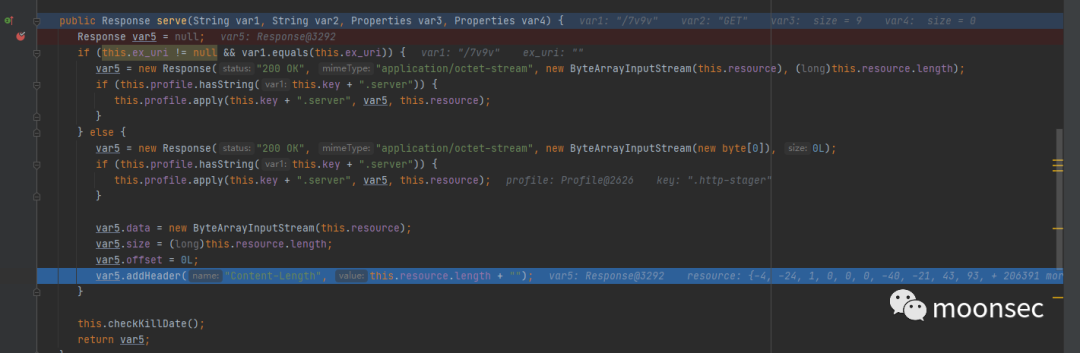 public Response serve(String var1, String var2, Properties var3, Properties var4) {  var1: "/7v9v"  var2: "GET"  var3:  size = 9  var4:  size = 0
Response var5 = null;  var5: Response@3292
if (this.ex_uri != null && var1.equals(this.ex_uri)) {  var1: "/7v9v"  ex_uri: ""
var5 = new Response( status: "200 OK",  mimeType: "application/octet-stream", new ByteArrayInputStream(this.resource), (long)this.resource.length);
if (this.profile.hasString( var1: this.key + ".server")) {
this.profile.apply(this.key + ".server", var5, this.resource);
}
} else {
var5 = new Response( status: "200 OK",  mimeType: "application/octet-stream", new ByteArrayInputStream(new byte[0]),  size: 0L);
if (this.profile.hasString( var1: this.key + ".server")) {
this.profile.apply(this.key + ".server", var5, this.resource);  profile: Profile@2626  key: ".http-stager"
}
var5.data = new ByteArrayInputStream(this.resource);
var5.size = (long)this.resource.length;
var5.offset = 0L;
var5.addHeader( name: "Content-Length",  value: this.resource.length + "");  var5: Response@3292  resource: {-4, -24, 1, 0, 0, 0, -40, -21, 43, 93, + 206391 mor
}
this.checkKillDate();
return var5;
moonsec